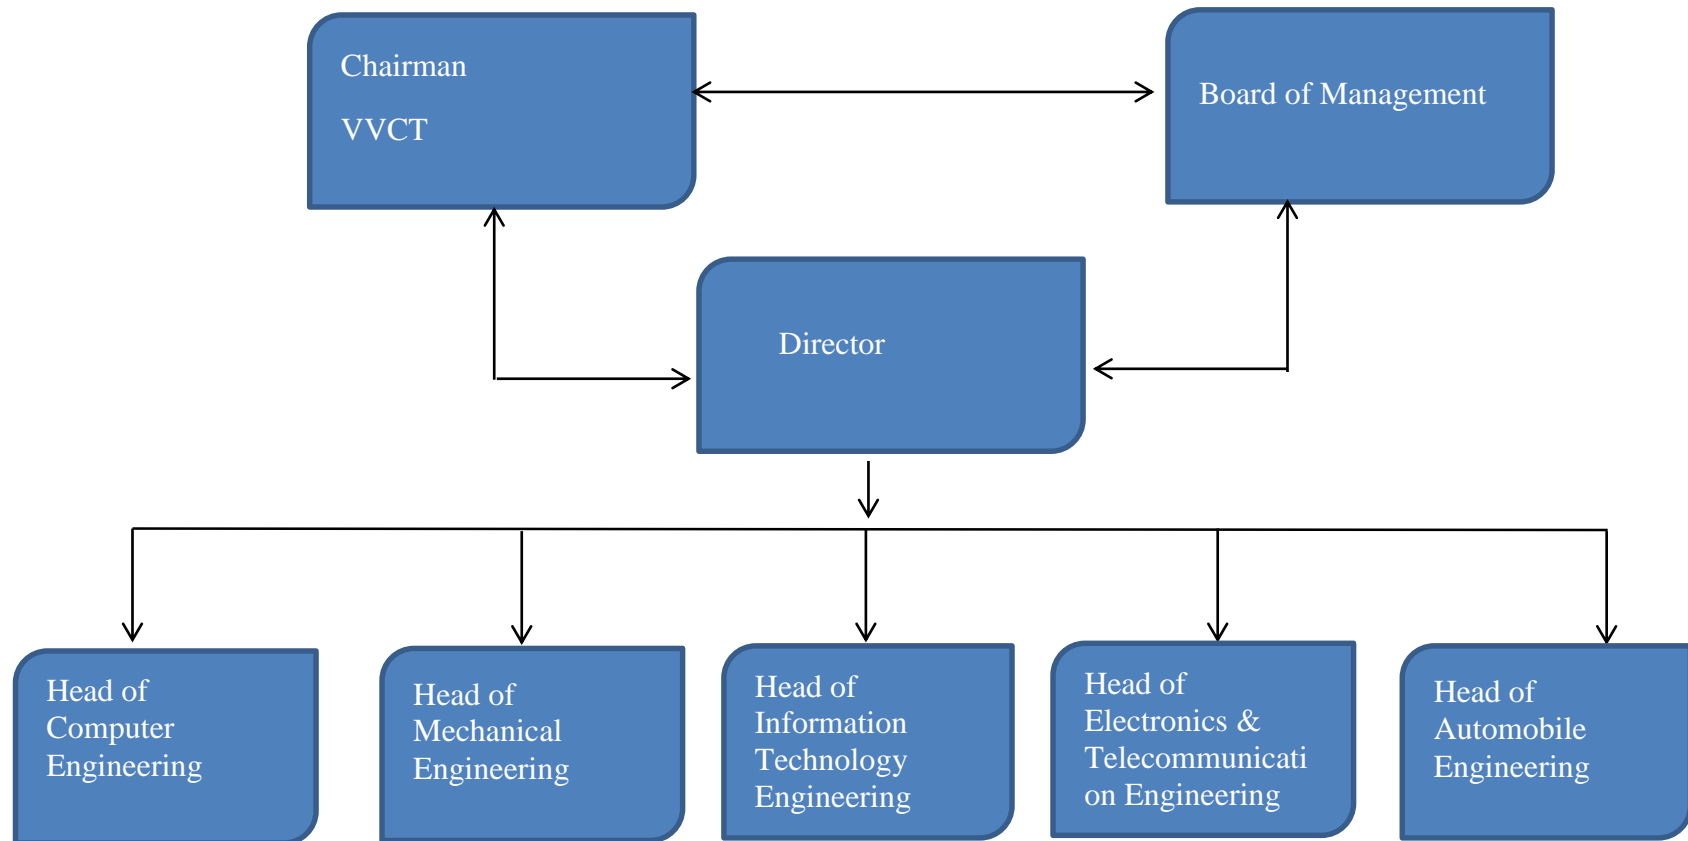 Chairman
VVCT
Board of Management
Director
Head of
Computer
Engineering
Head of
Mechanical
Engineering
Head of
Information
Technology
Engineering
Head of
Electronics &
Telecommunicati
on Engineering
Head of
Automobile
Engineering